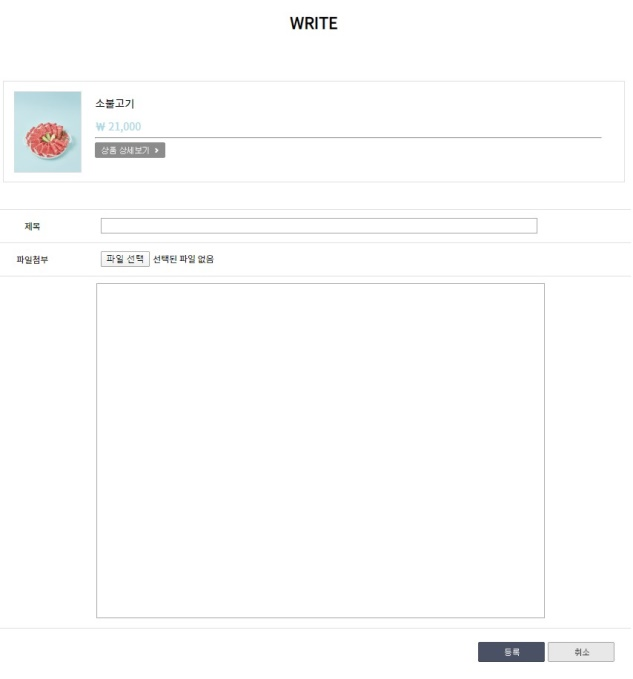 WRITE
소불고기
₩ 21,000
상품 상세보기 >
제목
파일첨부 파일 선택 선택된 파일 없음
등록 취소